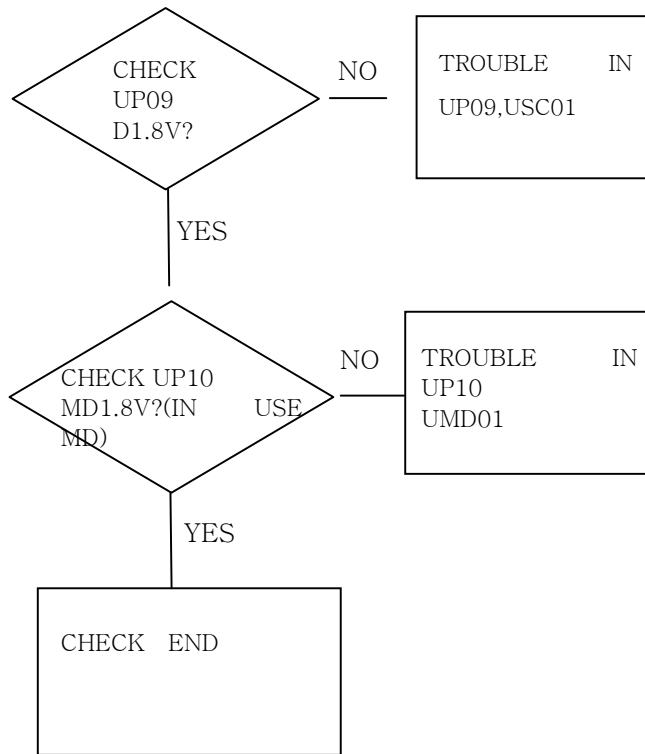 CHECK
UP09
D1.8V?
NO
TROUBLE IN
UP09,USC01
YES
CHECK UP10
MD1.8V?(IN USE
MD)
NO
TROUBLE IN
UP10
UMD01
YES
CHECK END